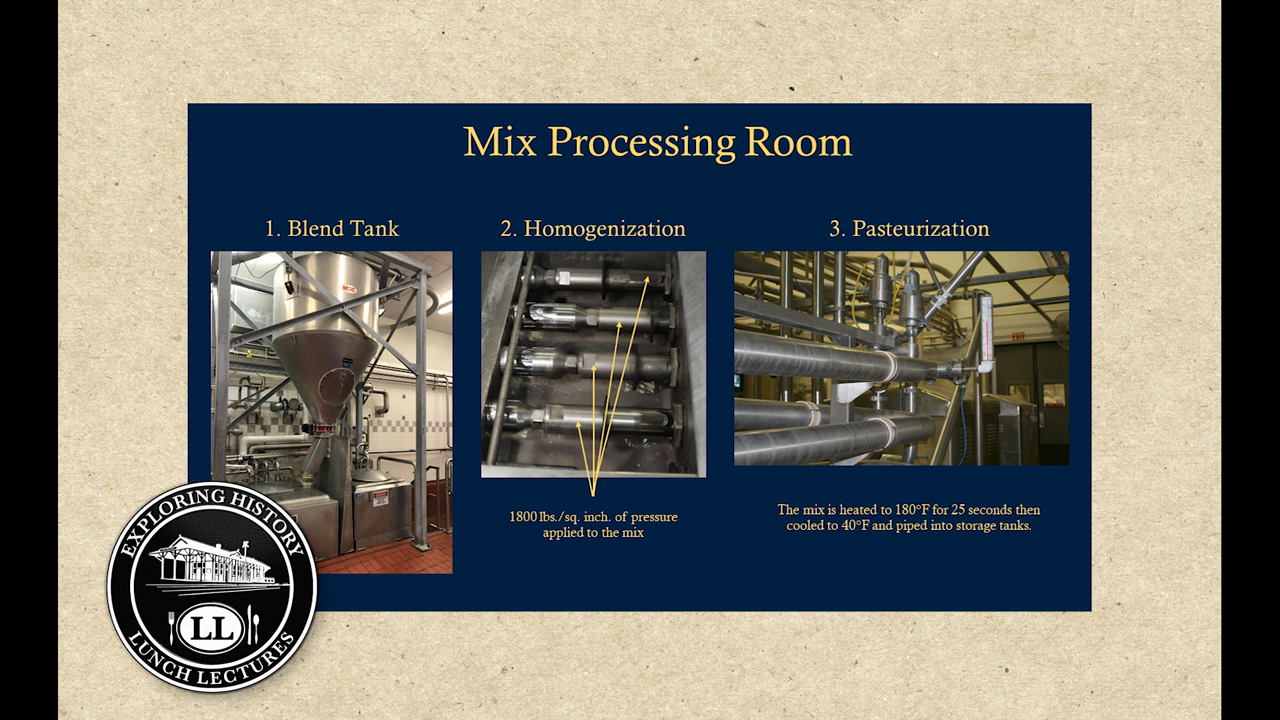 Mix Processing Room
1. Blend Tank
2. Homogenization
3. Pasteurization
1800 lbs./sq. inch. of pressure
applied to the mix
The mix is heated to 180°F for 25 seconds then
cooled to 40°F and piped into storage tanks.
EXPLORING HISTORY
LL
LUNCH LECTURES